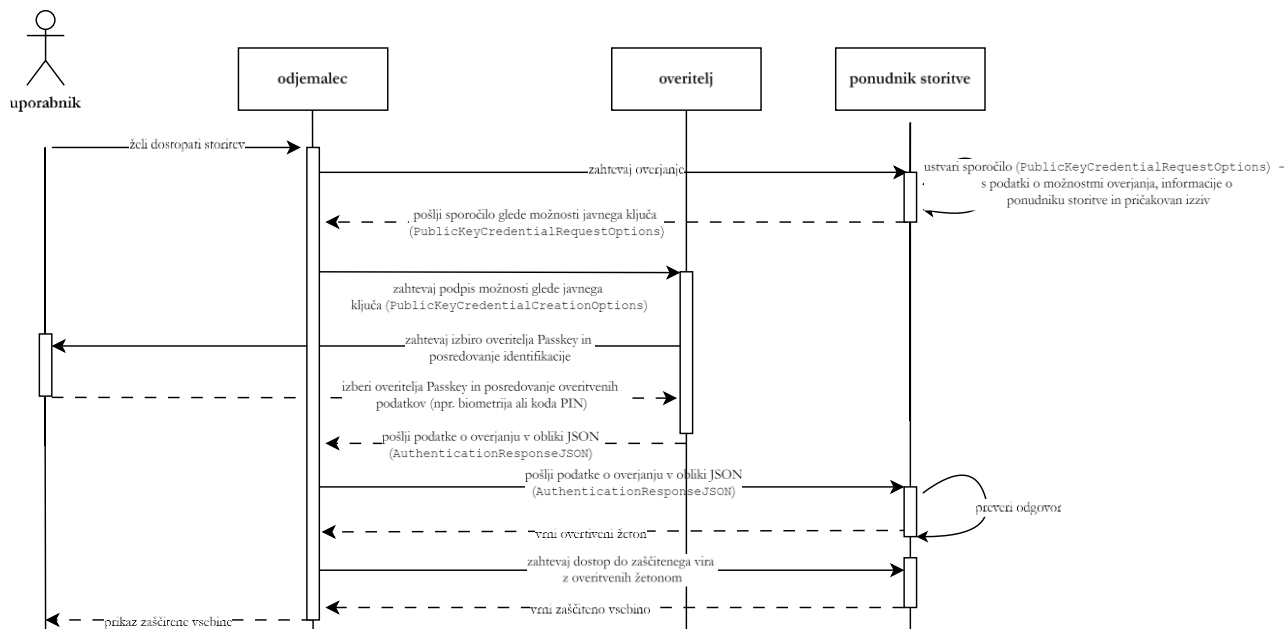 uporabnik
odjemalec
overitelj
ponudnik storitve
želi dostopati storitev
zahtevaj overjanje
ustvari sporočilo (PublicKeyCredentialRequestOptions) –
s podatki o možnostmi overjanja, informacije o
ponudniku storitve in pričakovan izziv
pošlji sporočilo glede možnosti javnega ključa
(PublicKeyCredentialRequestOptions)
zahtevaj podpis možnosti glede javnega
ključa (PublicKeyCredentialCreationOptions)
zahtevaj izbiro overitelja Passkey in
posredovanje identifikacije
izberi overitelja Passkey in posredovanje overitvenih
podatkov (npr. biometrija ali koda PIN)
pošlji podatke o overjanju v obliki JSON
(AuthenticationResponseJSON)
pošlji podatke o overjanju v obliki JSON
(AuthenticationResponseJSON)
preveri odgovor
vrni overtiveni žeton
zahtevaj dostop do zaščitenega vira
z overitvenih žetonom
vrni zaščiteno vsebino
prikaz zaščitene vsebine